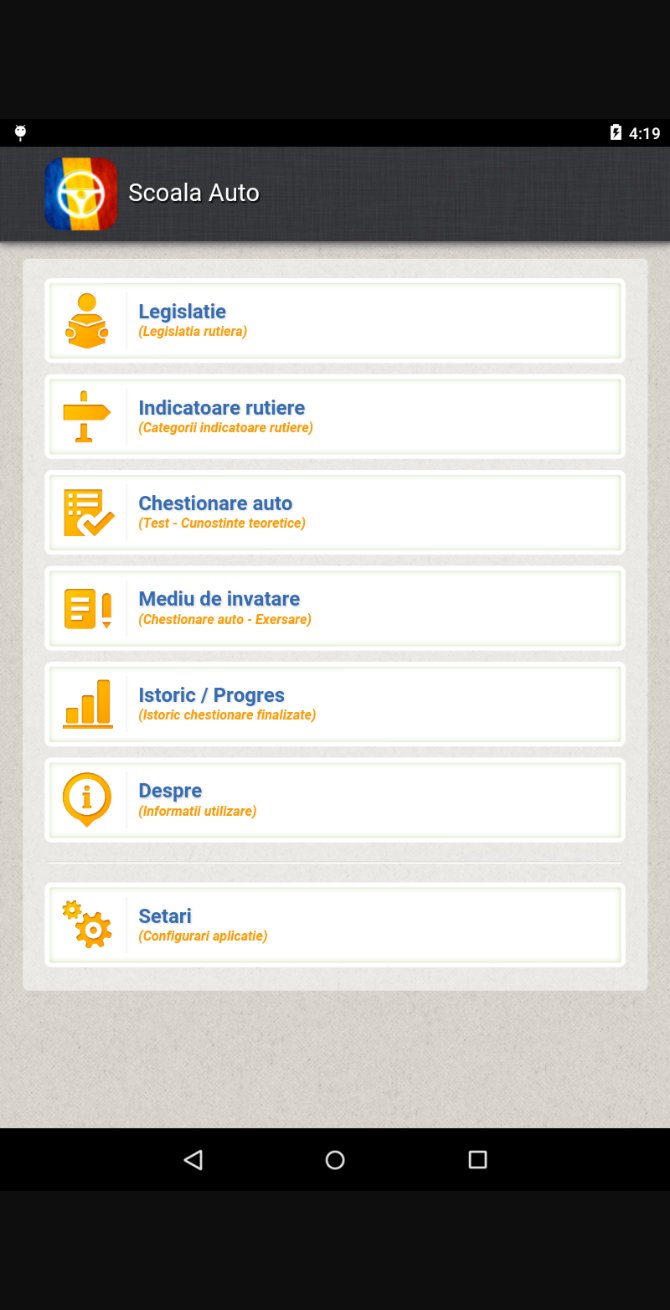 4:19
Scoala Auto
Legislatie
(Legislatia rutiera)
Indicatoare rutiere
(Categorii indicatoare rutiere)
Chestionare auto
(Test - Cunostinte teoretice)
Mediu de invatare
(Chestionare auto - Exersare)
Istoric / Progres
(Istoric chestionare finalizate)
Despre
(Informatii utilizare)
Setari
(Configurari aplicatie)